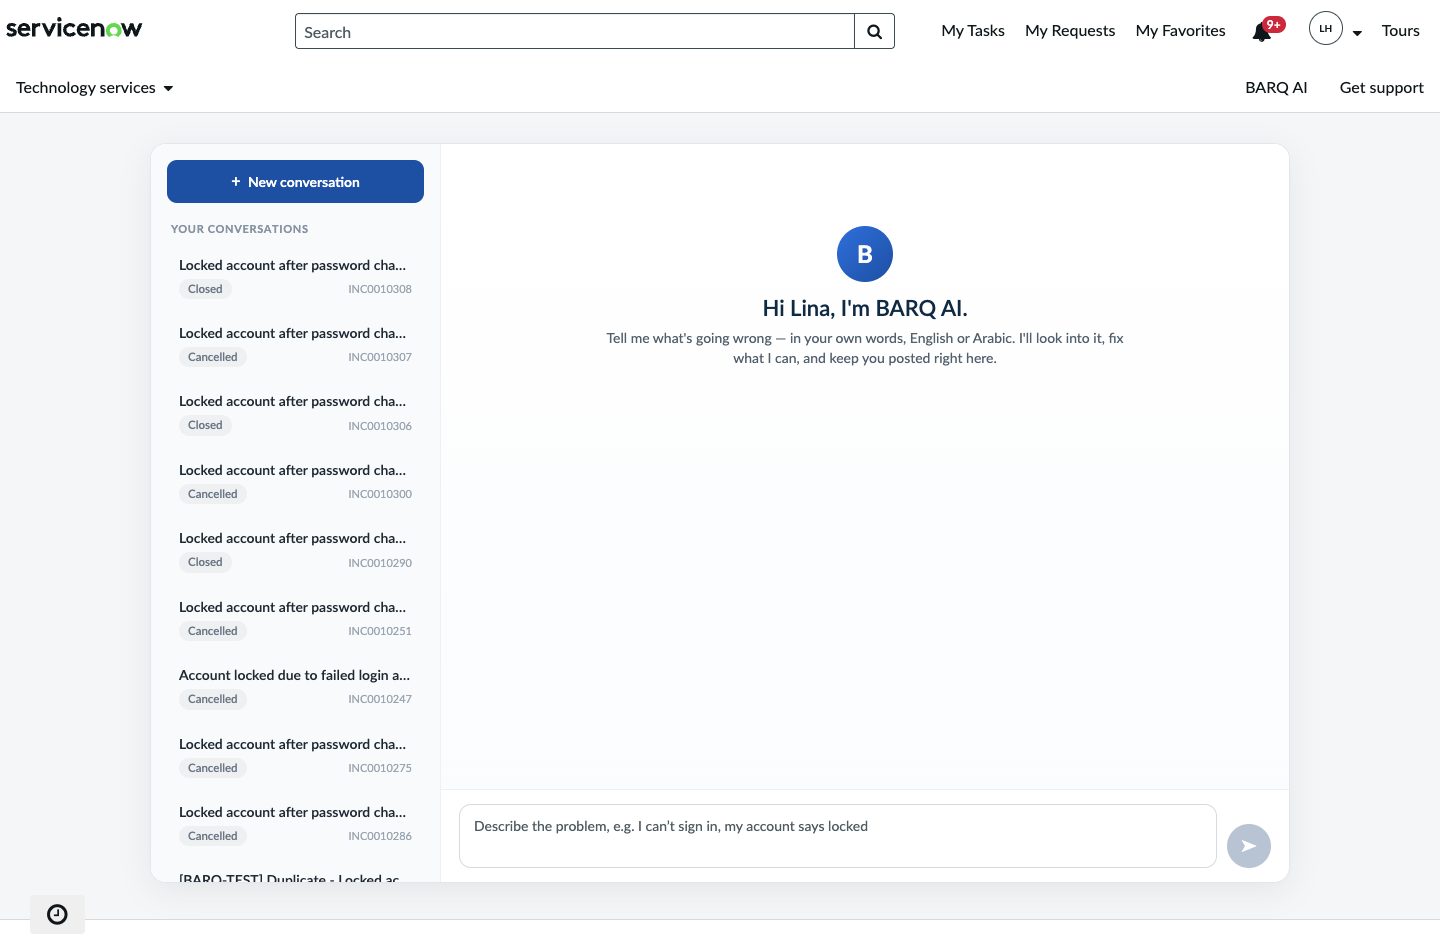 servicenow
Search
My Tasks
My Requests
My Favorites
9+
LH
Tours
Technology services
BARQ AI
Get support
+ New conversation
YOUR CONVERSATIONS
Locked account after password cha...
Closed
INC0010308
Locked account after password cha...
Cancelled
INC0010307
Locked account after password cha...
Closed
INC0010306
Locked account after password cha...
Cancelled
INC0010300
Locked account after password cha...
Closed
INC0010290
Locked account after password cha...
Cancelled
INC0010251
Account locked due to failed login a...
Cancelled
INC0010247
Locked account after password cha...
Cancelled
INC0010275
Locked account after password cha...
Cancelled
INC0010286
[BARQ-TEST] Duplicate - Locked ac...
B
Hi Lina, I'm BARQ AI.
Tell me what's going wrong — in your own words, English or Arabic. I'll look into it, fix
what I can, and keep you posted right here.
Describe the problem, e.g. I can't sign in, my account says locked